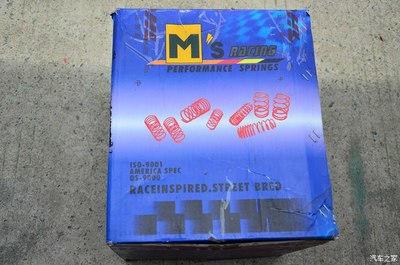 M's RACING
PERFORMANCE SPRINGS
ISO-9001
AMERICA SPEC
QS-9000
RACEINSPIRED.STREET BRED
汽车之家